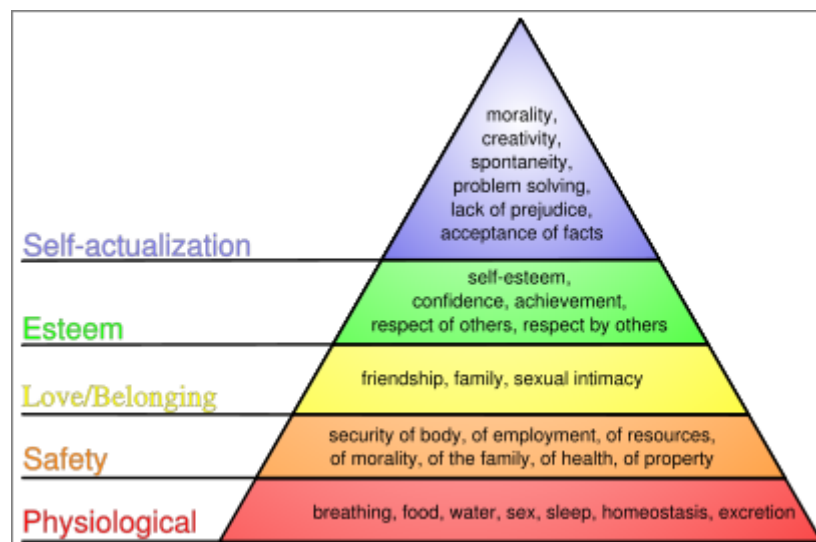 morality,
creativity,
spontaneity,
problem solving,
lack of prejudice,
acceptance of facts
Self-actualization
self-esteem,
confidence, achievement,
respect of others, respect by others
Esteem
friendship, family, sexual intimacy
Love/Belonging
security of body, of employment, of resources,
of morality, of the family, of health, of property
Safety
breathing, food, water, sex, sleep, homeostasis, excretion
Physiological